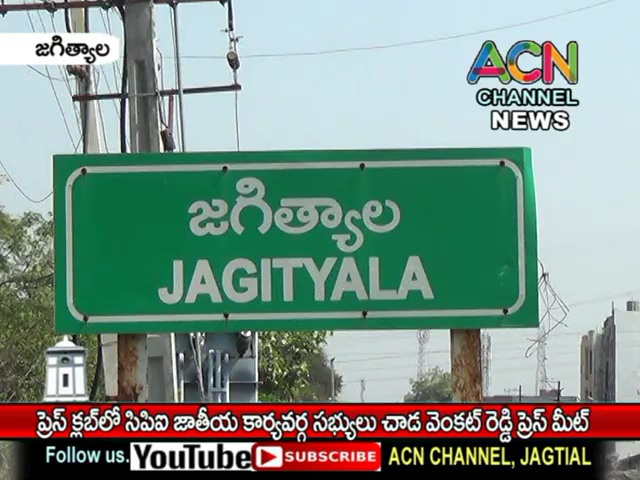 జగిత్యాల
ACN
CHANNEL
NEWS
జగిత్యాల
JAGITYALA
ప్రెస్ క్లబ్‌లో సిపిఐ జాతీయ కార్యవర్గ సభ్యులు చాడ వెంకట్ రెడ్డి ప్రెస్ మీట్
Follow us. YouTube SUBSCRIBE ACN CHANNEL, JAGTIAL